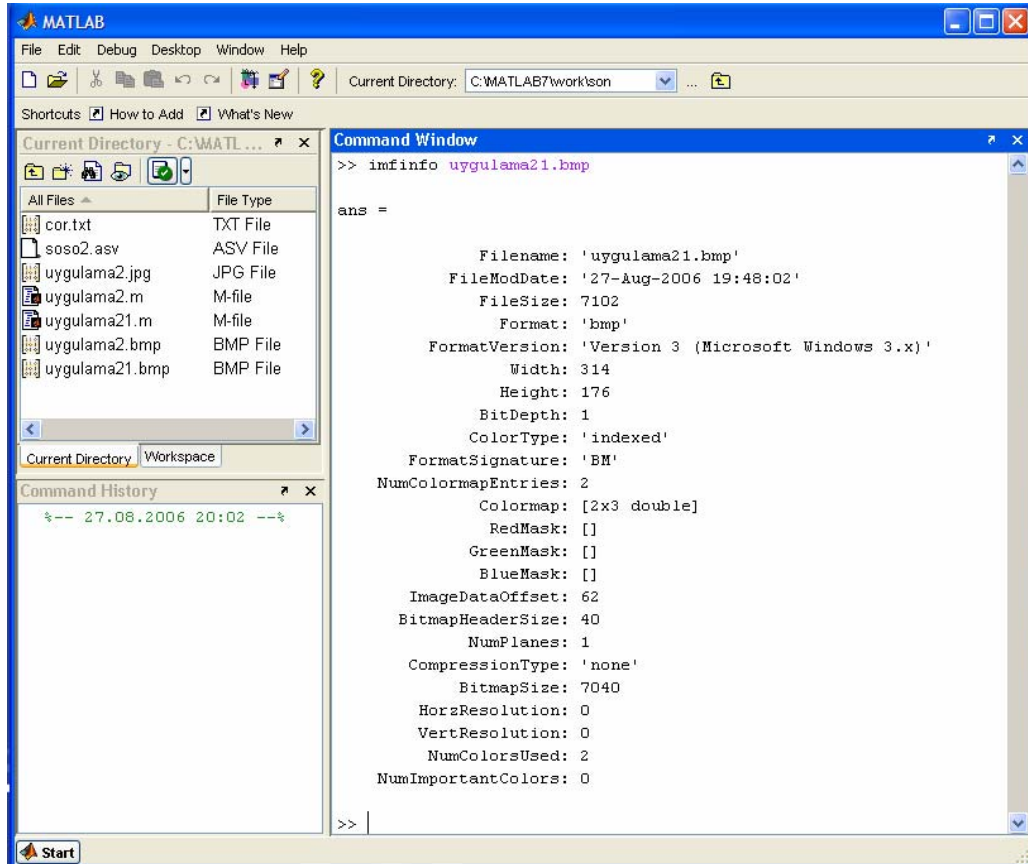 MATLAB
File Edit Debug Desktop Window Help
Current Directory: C:\MATLAB7\work\son ...
Shortcuts How to Add What's New
Current Directory - C:\MATL...
All Files File Type
cor.txt TXT File
soso2.asv ASV File
uygulama2.jpg JPG File
uygulama2.m M-file
uygulama21.m M-file
uygulama2.bmp BMP File
uygulama21.bmp BMP File
Current Directory Workspace
Command History
%-- 27.08.2006 20:02 --%
Command Window
>> imfinfo uygulama21.bmp
ans =
Filename: 'uygulama21.bmp'
FileModDate: '27-Aug-2006 19:48:02'
FileSize: 7102
Format: 'bmp'
FormatVersion: 'Version 3 (Microsoft Windows 3.x)'
Width: 314
Height: 176
BitDepth: 1
ColorType: 'indexed'
FormatSignature: 'BM'
NumColormapEntries: 2
Colormap: [2x3 double]
RedMask: []
GreenMask: []
BlueMask: []
ImageDataOffset: 62
BitmapHeaderSize: 40
NumPlanes: 1
CompressionType: 'none'
BitmapSize: 7040
HorzResolution: 0
VertResolution: 0
NumColorsUsed: 2
NumImportantColors: 0
>>
Start